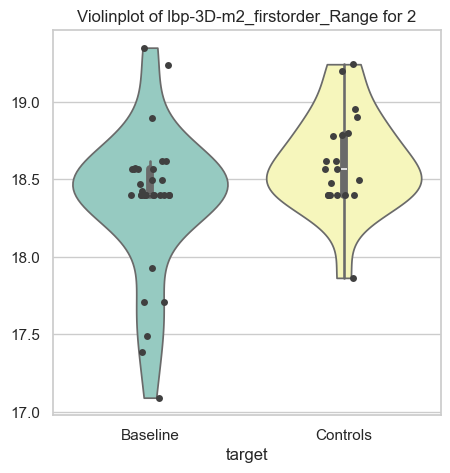 Violinplot of lbp-3D-m2_firstorder_Range for 2
19.0
18.5
18.0
17.5
17.0
Baseline Controls
target